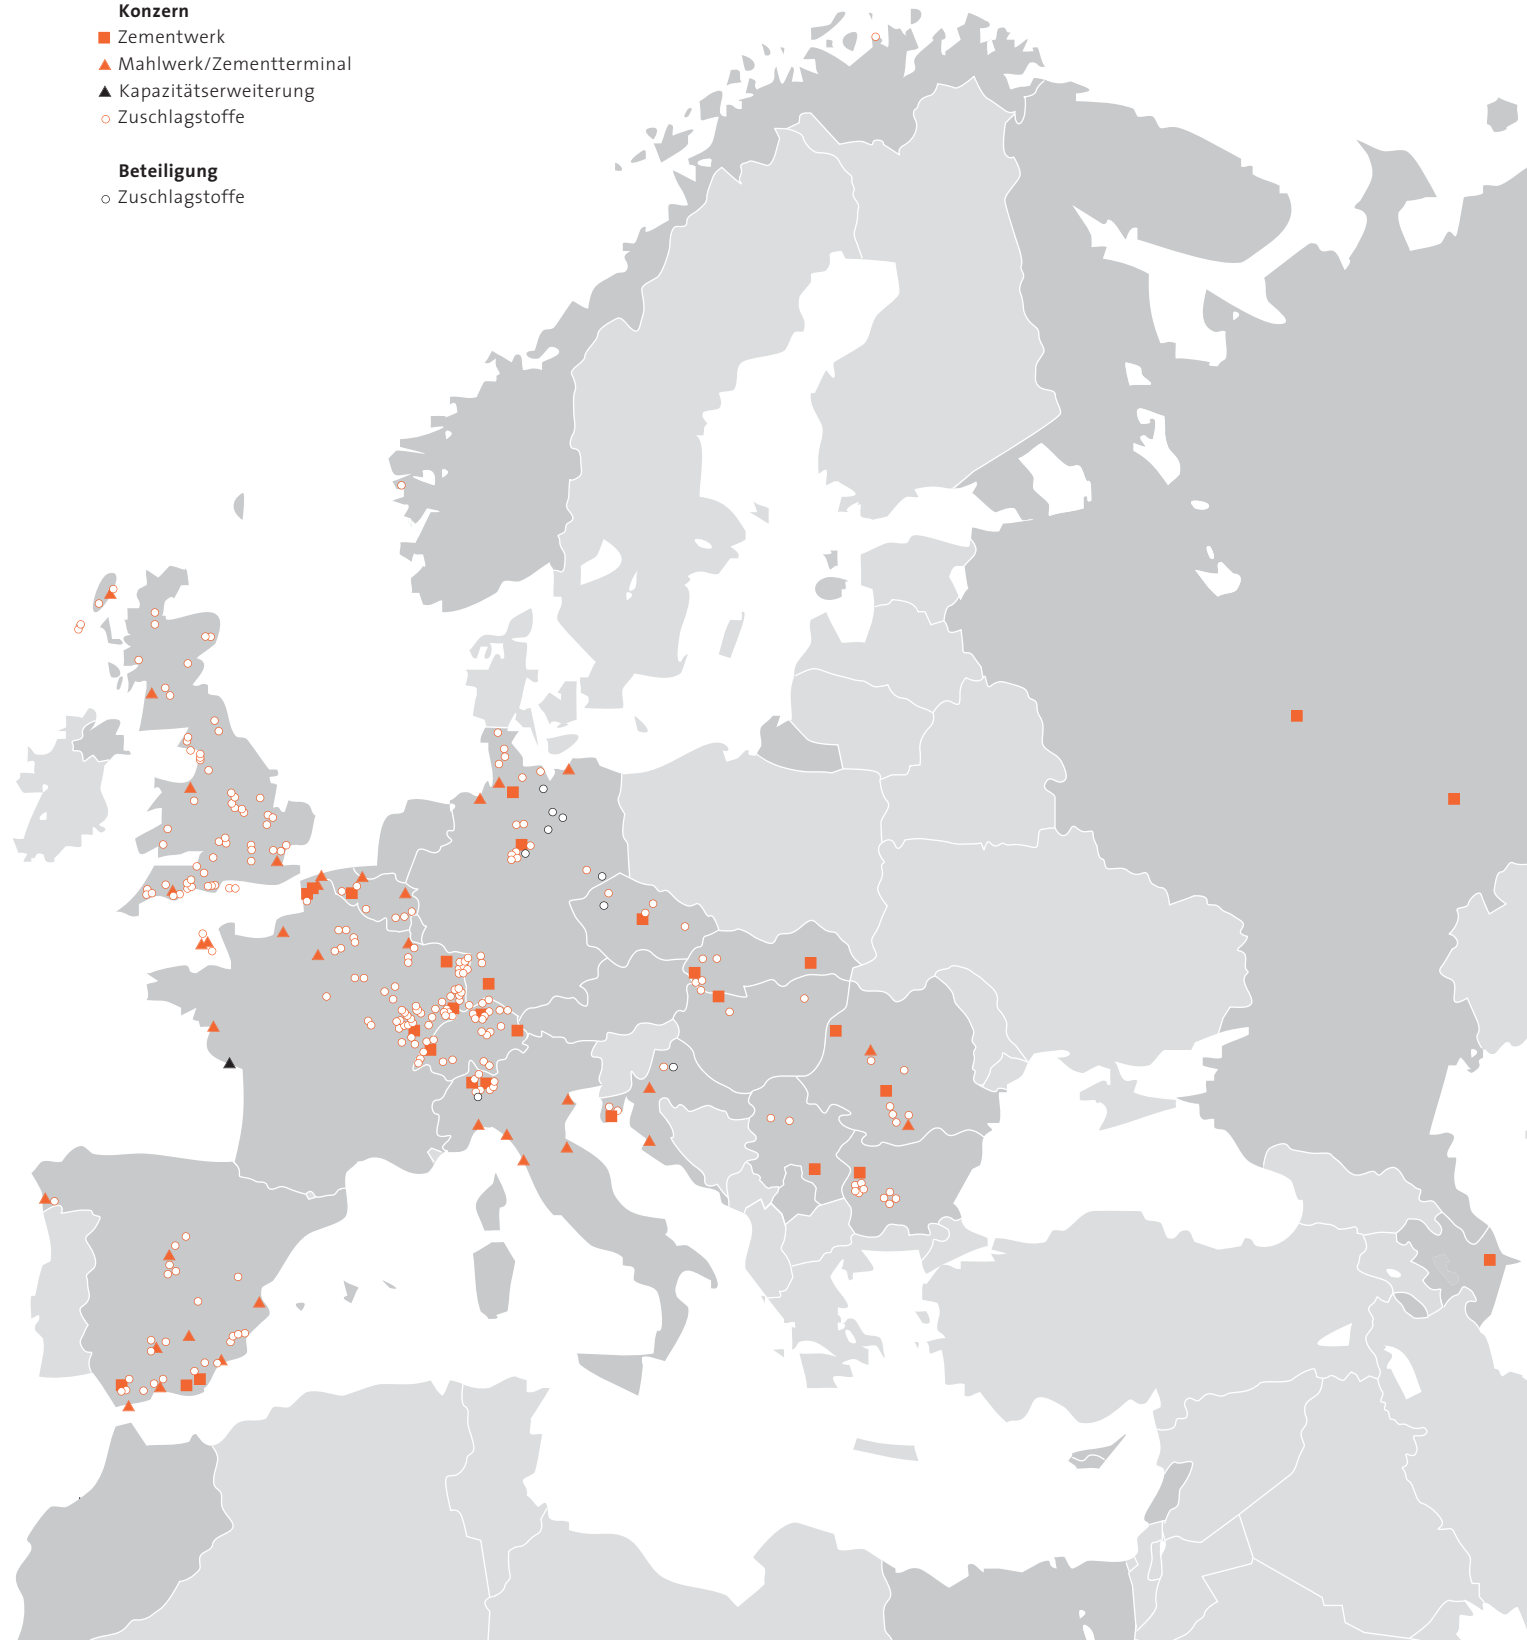 Konzern
Zementwerk
Mahlwerk/Zementterminal
Kapazitätserweiterung
Zuschlagstoffe
Beteiligung
Zuschlagstoffe